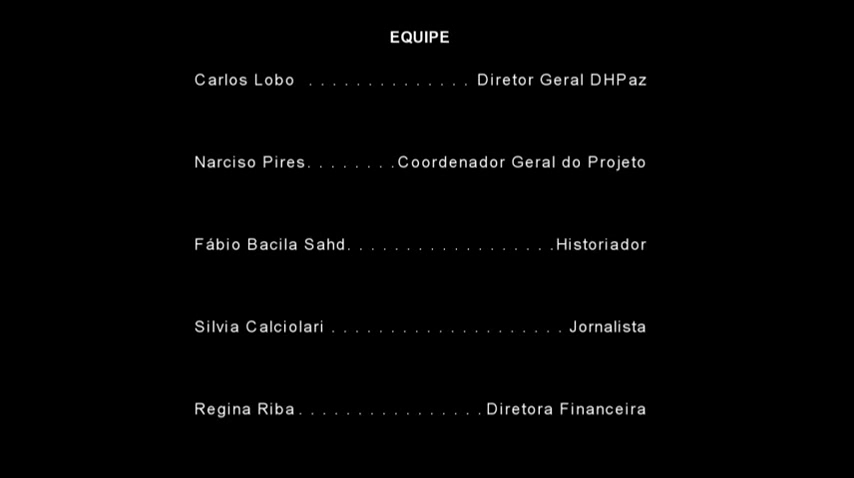 EQUIPE
Carlos Lobo . . . . . . . . . . . . . . Diretor Geral DHPaz
Narciso Pires. . . . . . . .Coordenador Geral do Projeto
Fábio Bacila Sahd. . . . . . . . . . . . . . . . . .Historiador
Silvia Calciolari . . . . . . . . . . . . . . . . . . . . Jornalista
Regina Riba. . . . . . . . . . . . . . . .Diretora Financeira